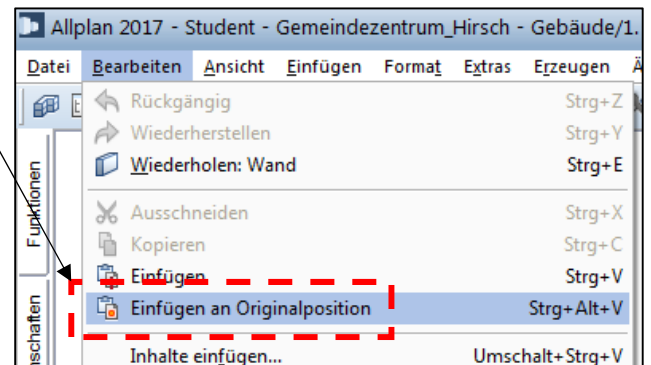 Allplan 2017 - Student - Gemeindezentrum_Hirsch - Gebäude/1.
Datei Bearbeiten Ansicht Einfügen Format Extras Erzeugen Ä
Rückgängig Strg+Z
Wiederherstellen Strg+Y
Wiederholen: Wand Strg+E
Ausschneiden Strg+X
Kopieren Strg+C
Einfügen Strg+V
Einfügen an Originalposition Strg+Alt+V
Inhalte einfügen... Umschalt+Strg+V
Funktionen
nschaften